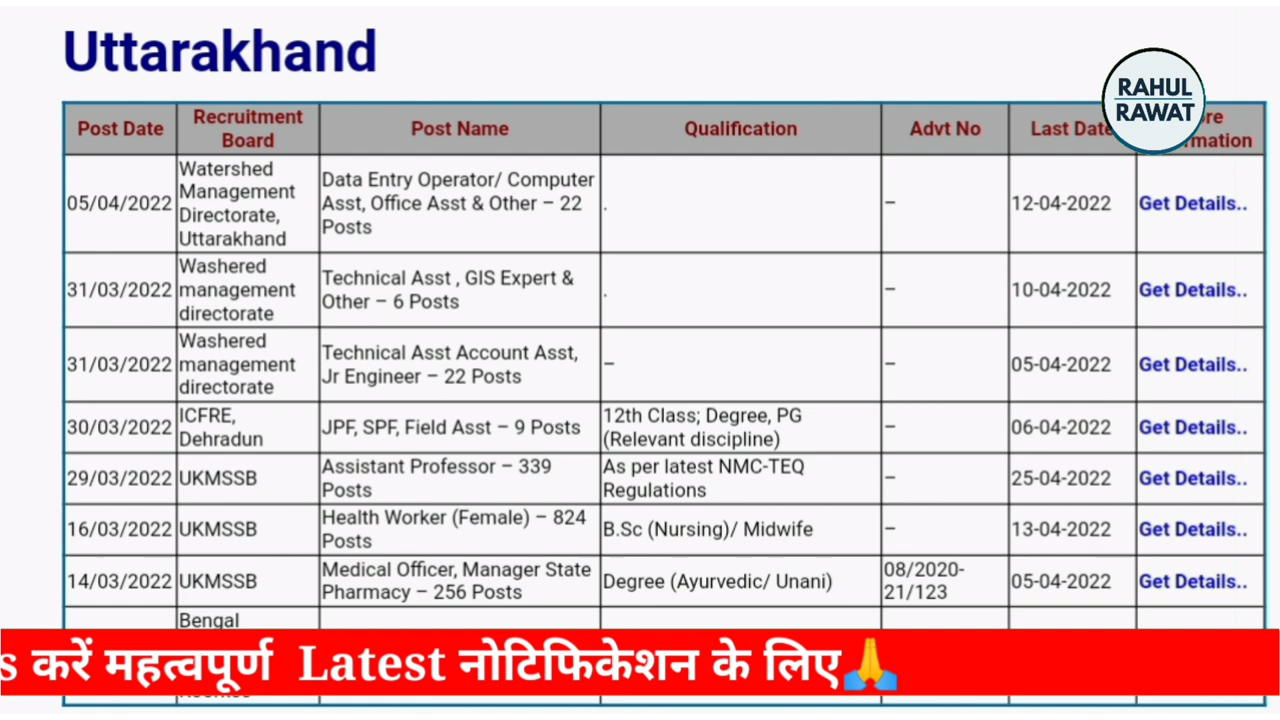 Uttarakhand
RAHUL
RAWAT
Post Date
Recruitment
Board
Post Name
Qualification
Advt No
Last Date
05/04/2022
Watershed
Management
Directorate,
Uttarakhand
Data Entry Operator/ Computer
Asst, Office Asst & Other – 22
Posts
.
–
12-04-2022
Get Details..
31/03/2022
Washered
management
directorate
Technical Asst , GIS Expert &
Other – 6 Posts
.
–
10-04-2022
Get Details..
31/03/2022
Washered
management
directorate
Technical Asst Account Asst,
Jr Engineer – 22 Posts
–
–
05-04-2022
Get Details..
30/03/2022
ICFRE,
Dehradun
JPF, SPF, Field Asst – 9 Posts
12th Class; Degree, PG
(Relevant discipline)
–
06-04-2022
Get Details..
29/03/2022
UKMSSB
Assistant Professor – 339
Posts
As per latest NMC-TEQ
Regulations
–
25-04-2022
Get Details..
16/03/2022
UKMSSB
Health Worker (Female) – 824
Posts
B.Sc (Nursing)/ Midwife
–
13-04-2022
Get Details..
14/03/2022
UKMSSB
Medical Officer, Manager State
Pharmacy – 256 Posts
Degree (Ayurvedic/ Unani)
08/2020-
21/123
05-04-2022
Get Details..
Bengal
s करें महत्वपूर्ण Latest नोटिफिकेशन के लिए🙏